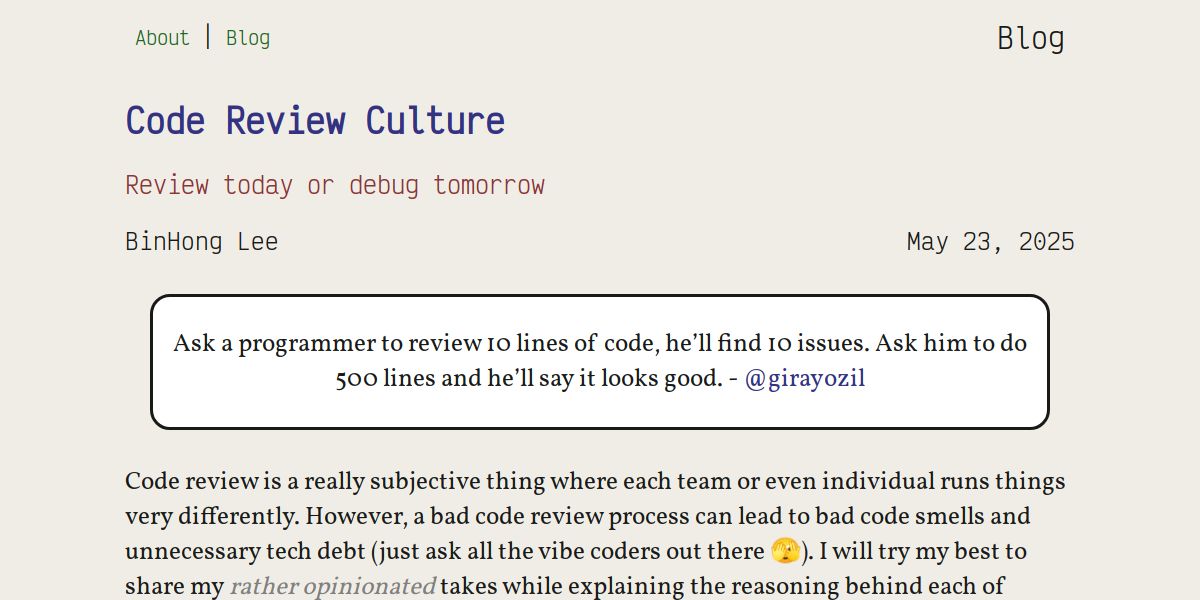 About | Blog
Blog
Code Review Culture
Review today or debug tomorrow
BinHong Lee
May 23, 2025
Ask a programmer to review 10 lines of code, he’ll find 10 issues. Ask him to do
500 lines and he’ll say it looks good. - @girayozil
Code review is a really subjective thing where each team or even individual runs things
very differently. However, a bad code review process can lead to bad code smells and
unnecessary tech debt (just ask all the vibe coders out there 🫣). I will try my best to
share my rather opinionated takes while explaining the reasoning behind each of